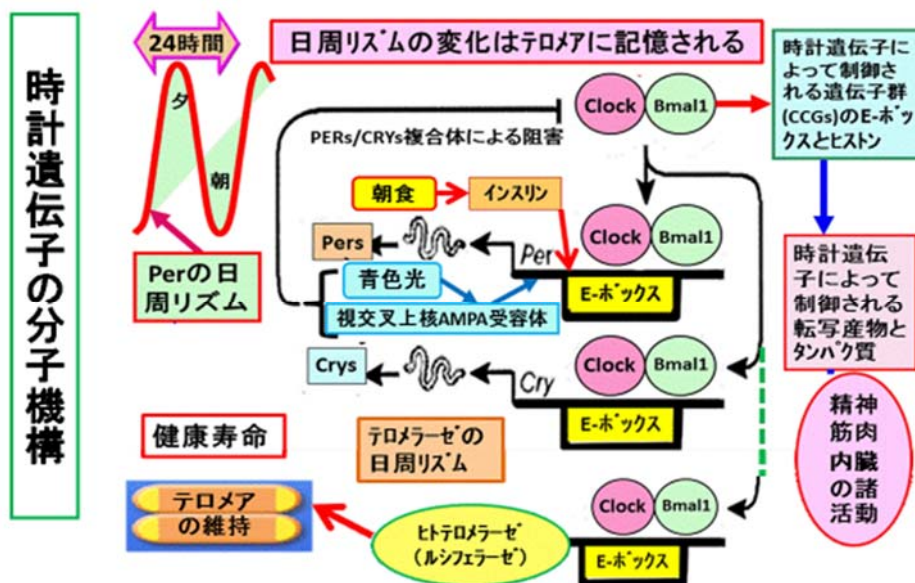 時計遺伝子の分子機構
24時間
日周リズムの変化はテロメアに記憶される
夕
朝
Perの日
周リズム
PERs/CRYs複合体による阻害
Clock
Bmal1
時計遺伝子に
よって制御さ
れる遺伝子群
(CCGs)のE-ボッ
クスとヒストン
朝食
インスリン
Pers
Per
Clock
Bmal1
E-ボックス
青色光
視交叉上核AMPA受容体
時計遺伝
子によって
制御される
転写産物と
タンパク質
Crys
Cry
Clock
Bmal1
E-ボックス
精神
筋肉
内臓
の諸
活動
健康寿命
テロメラーゼの
日周リズム
テロメア
の維持
ヒトテロメラーゼ
(ルシフェラーゼ)
Clock
Bmal1
E-ボックス